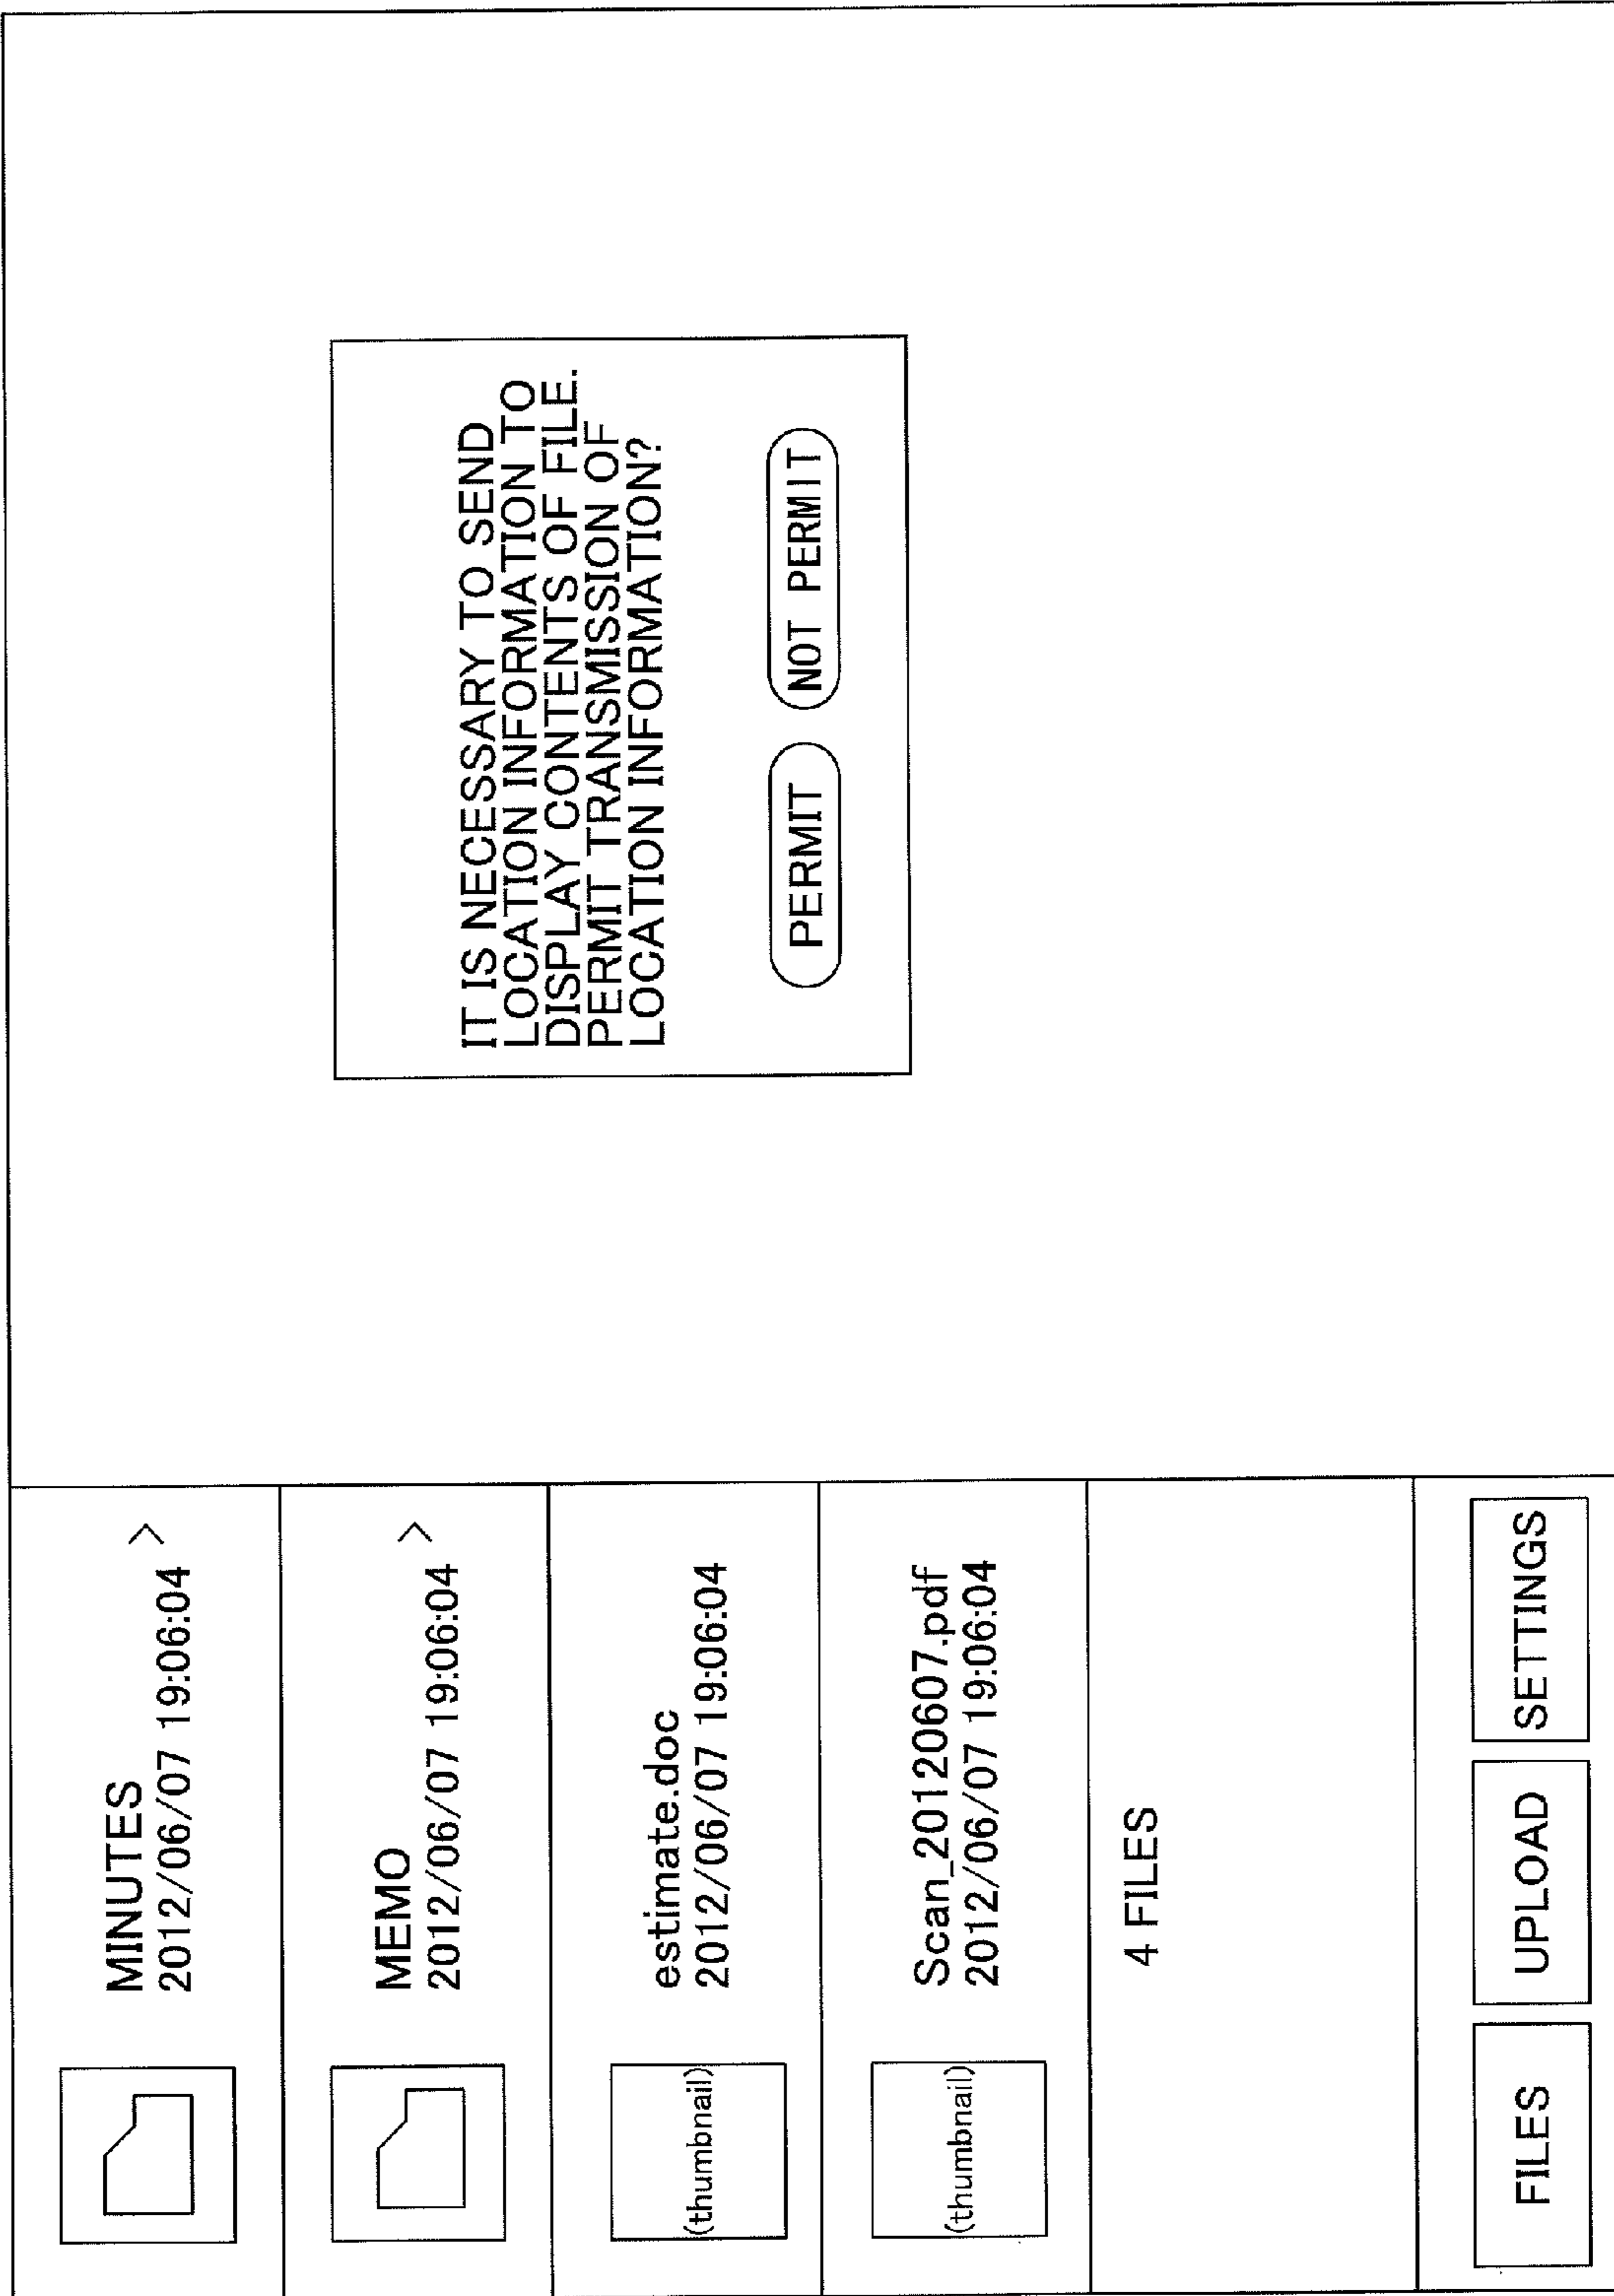 MINUTES
2012/06/07 19:06:04 >
MEMO
2012/06/07 19:06:04 >
(thumbnail)
estimate.doc
2012/06/07 19:06:04
(thumbnail)
Scan_20120607.pdf
2012/06/07 19:06:04
4 FILES
FILES
UPLOAD
SETTINGS
IT IS NECESSARY TO SEND
LOCATION INFORMATION TO
DISPLAY CONTENTS OF FILE.
PERMIT TRANSMISSION OF
LOCATION INFORMATION?
PERMIT
NOT PERMIT